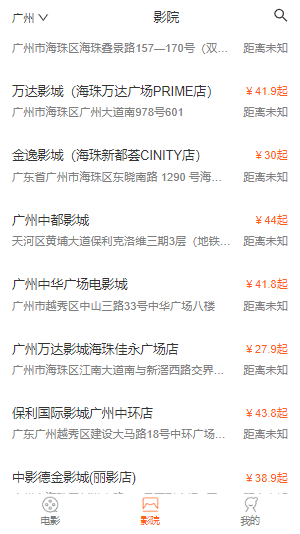 广州
影院
广州市海珠区海珠叠景路157—170号（双... 距离未知
万达影城（海珠万达广场PRIME店） ￥41.9起
广州市海珠区广州大道南978号601 距离未知
金逸影城（海珠新都荟CINITY店） ￥30起
广东省广州市海珠区东晓南路 1290 号海... 距离未知
广州中都影城 ￥44起
天河区黄埔大道保利克洛维三期3层（地铁... 距离未知
广州中华广场电影城 ￥41.8起
广州市越秀区中山三路33号中华广场八楼 距离未知
广州万达影城海珠佳永广场店 ￥27.9起
广州市海珠区江南大道南与新滘西路交界... 距离未知
保利国际影城广州中环店 ￥43.8起
广东广州越秀区建设大马路18号中环广场... 距离未知
中影德金影城(丽影店) ￥38.9起
电影 影院 我的